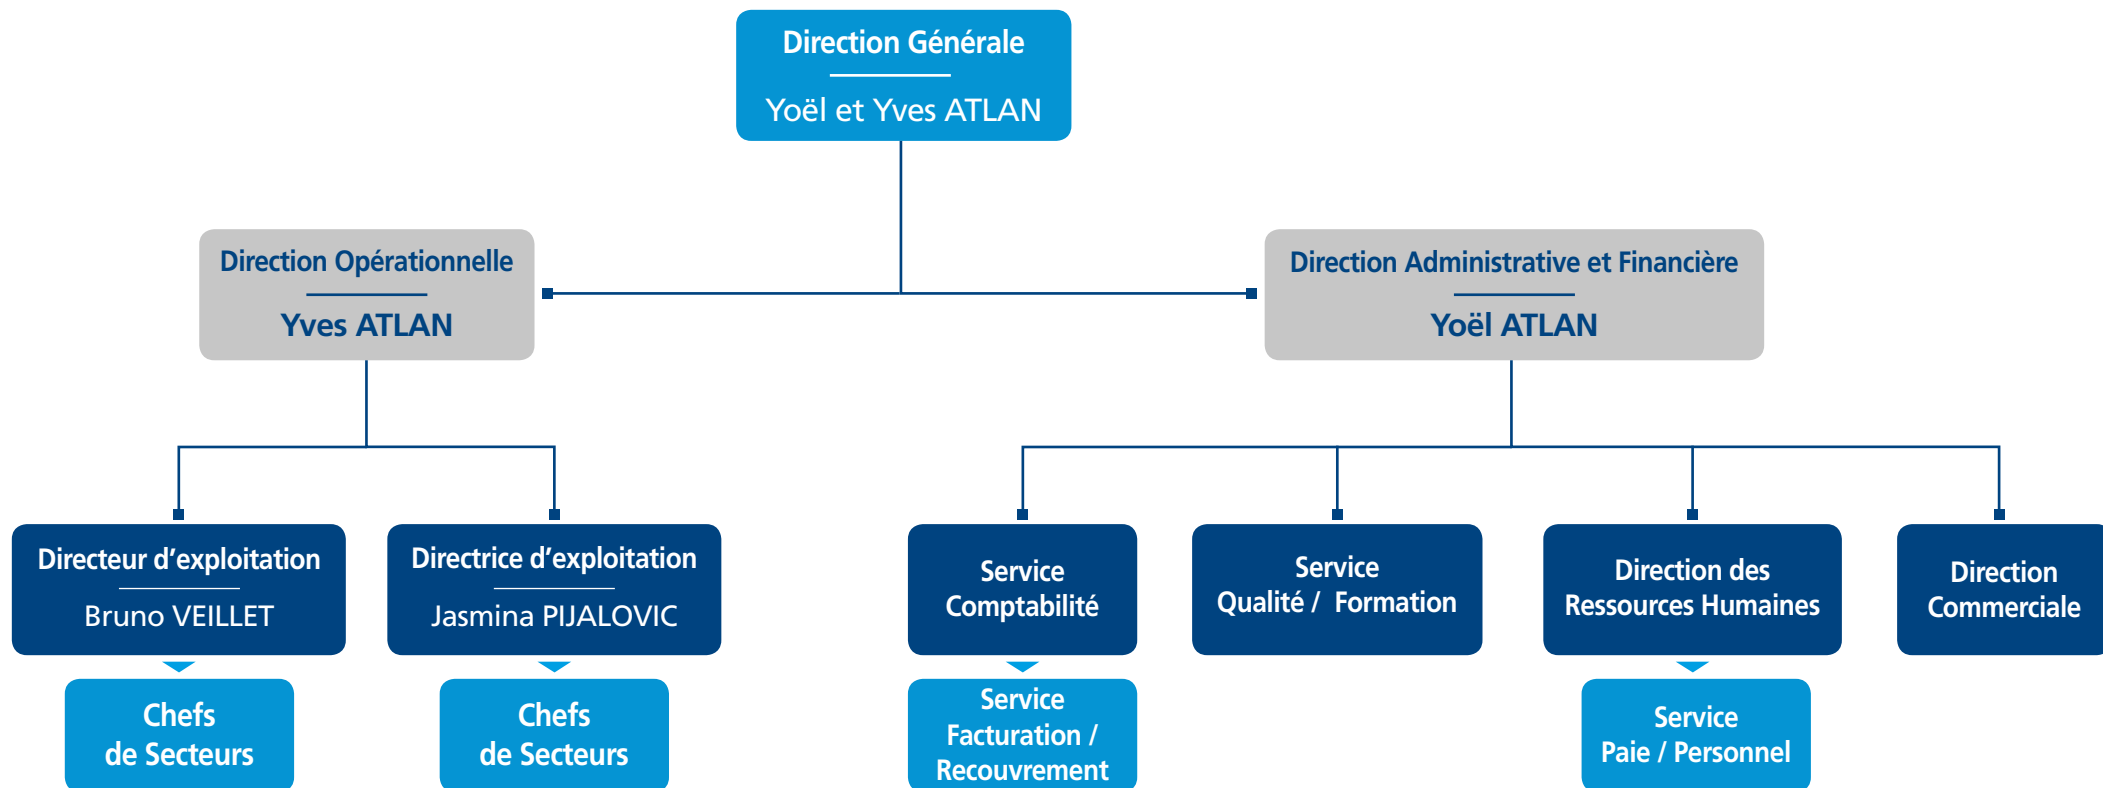 Direction Générale
Yoël et Yves ATLAN
Direction Opérationnelle
Yves ATLAN
Direction Administrative et Financière
Yoël ATLAN
Directeur d’exploitation
Bruno VEILLET
Directrice d’exploitation
Jasmina PIJALOVIC
Service
Comptabilité
Service
Qualité / Formation
Direction des
Ressources Humaines
Direction
Commerciale
Chefs
de Secteurs
Chefs
de Secteurs
Service
Facturation /
Recouvrement
Service
Paie / Personnel